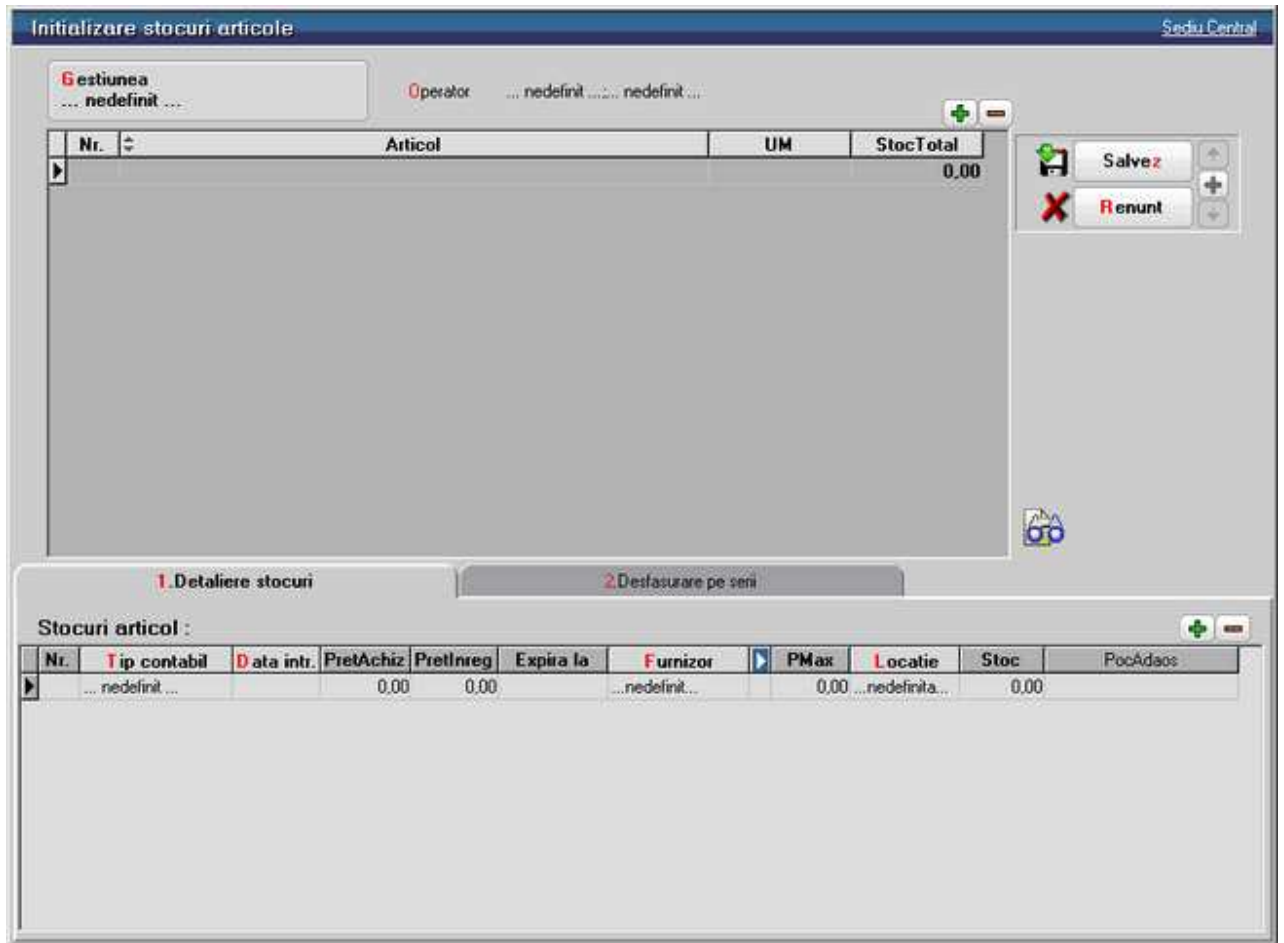 Initializare stocuri articole
Sediu Central
Gestiunea
... nedefinit ...
Operator ... nedefinit ...:... nedefinit ...
Nr. Articol UM StocTotal
0,00
Salvez
Renunt
1.Detaliere stocuri 2.Desfasurare pe serii
Stocuri articol :
Nr. Tip contabil Data intr. PretAchiz PretInreg Expira la Furnizor PMax Locatie Stoc PocAdaos
... nedefinit ... 0,00 0,00 ...nedefinit... 0,00 ...nedefinita... 0,00